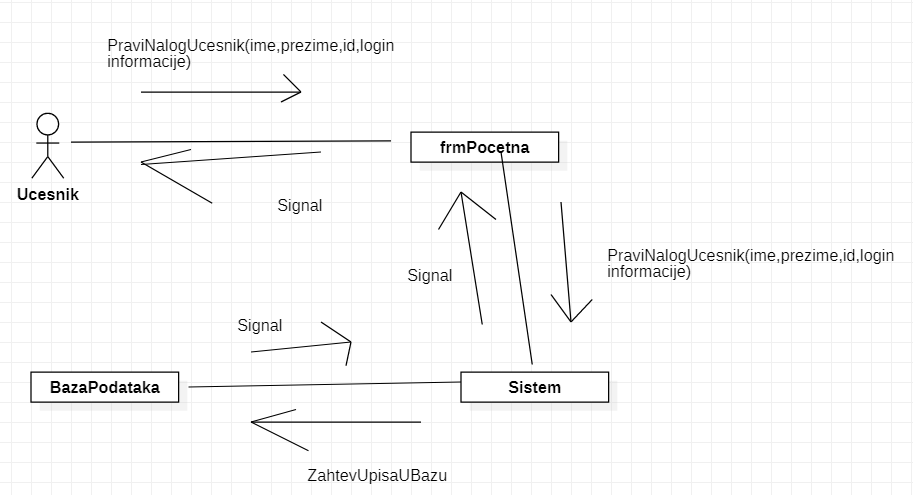 PraviNalogUcesnik(ime,prezime,id,login
informacije)
frmPocetna
Ucesnik
Signal
PraviNalogUcesnik(ime,prezime,id,login
informacije)
Signal
Signal
BazaPodataka
Sistem
ZahtevUpisaUBazu